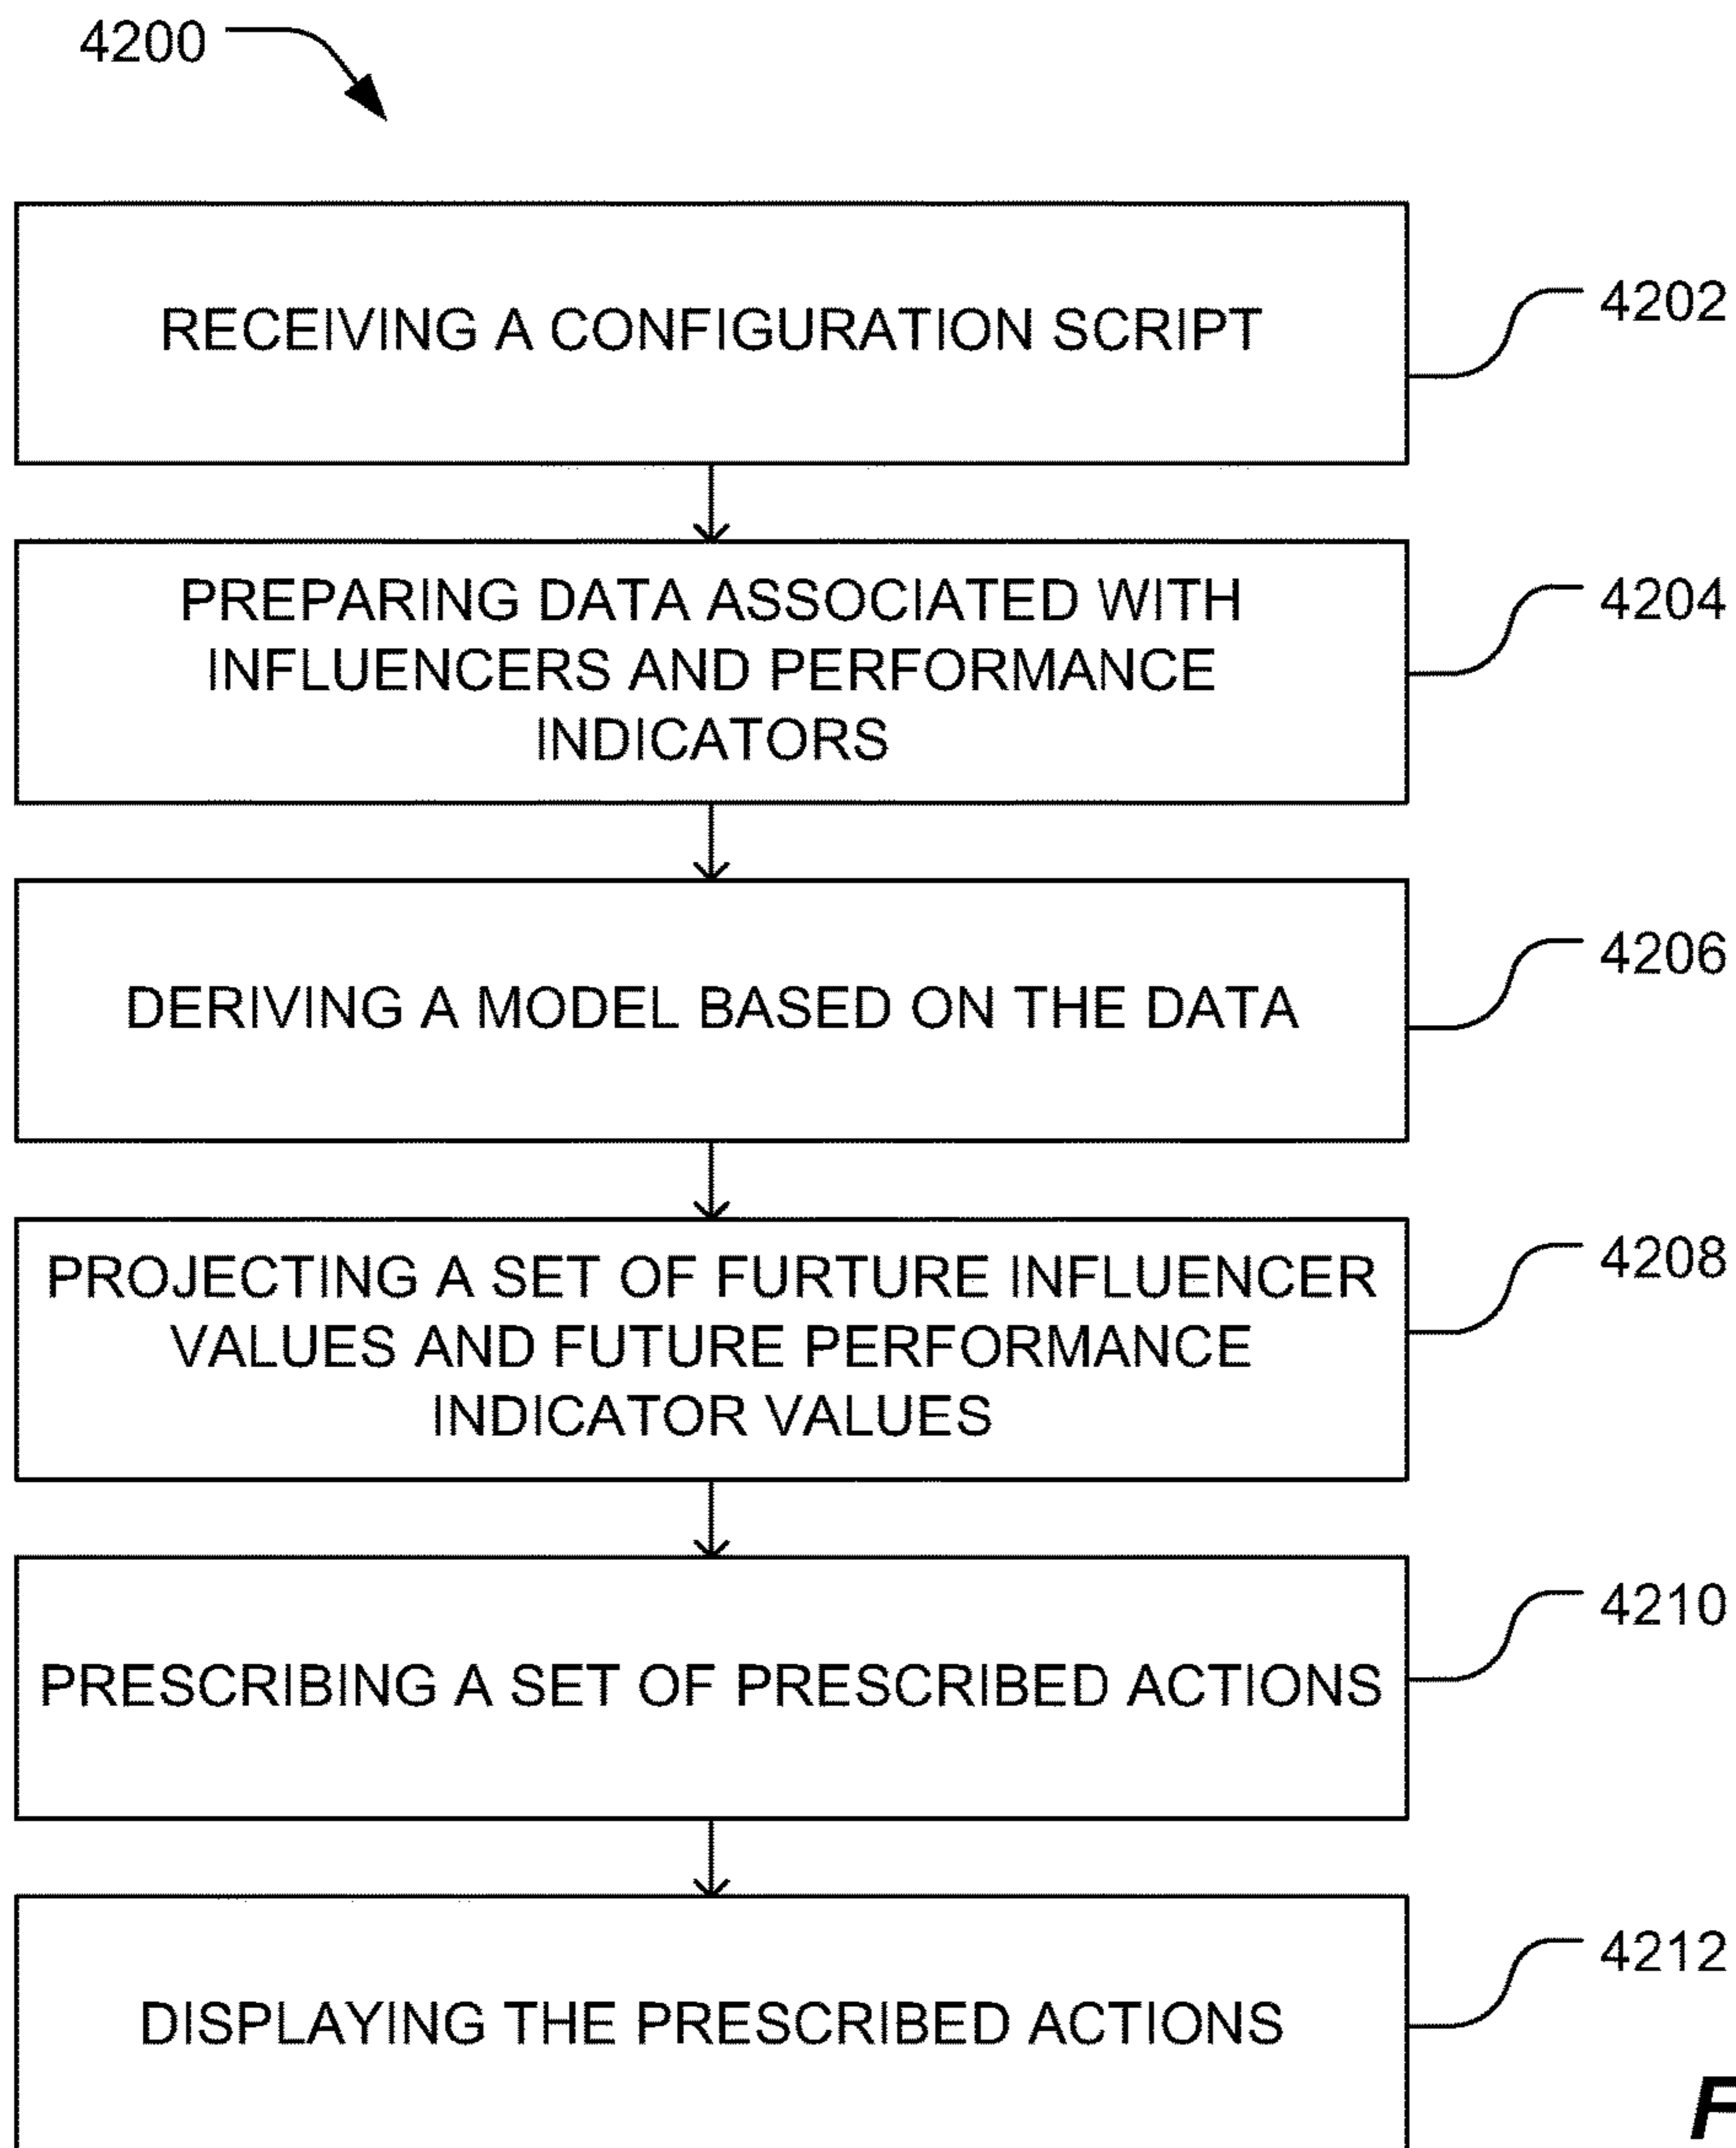 4200
RECEIVING A CONFIGURATION SCRIPT
4202
PREPARING DATA ASSOCIATED WITH
INFLUENCERS AND PERFORMANCE
INDICATORS
4204
DERIVING A MODEL BASED ON THE DATA
4206
PROJECTING A SET OF FURTURE INFLUENCER
VALUES AND FUTURE PERFORMANCE
INDICATOR VALUES
4208
PRESCRIBING A SET OF PRESCRIBED ACTIONS
4210
DISPLAYING THE PRESCRIBED ACTIONS
4212